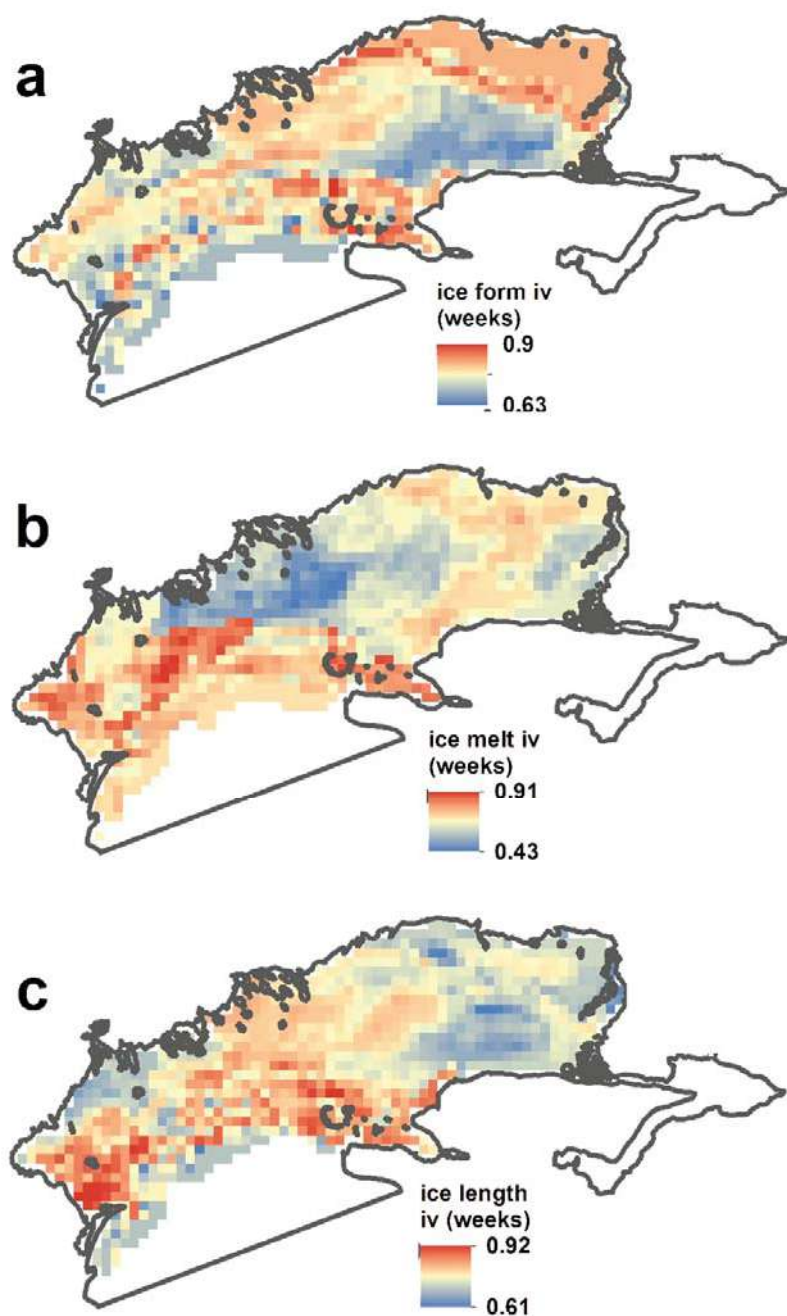 a
ice form iv
(weeks)
0.9
0.63
b
ice melt iv
(weeks)
0.91
0.43
c
ice length
iv (weeks)
0.92
0.61